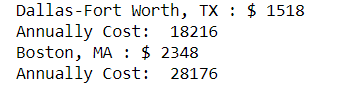 Dallas-Fort Worth, TX : $ 1518
Annually Cost:  18216
Boston, MA : $ 2348
Annually Cost:  28176